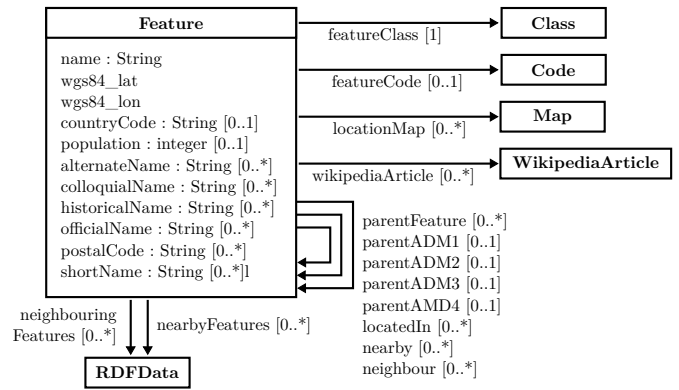 Feature
name : String
wgs84_lat
wgs84_lon
countryCode : String [0..1]
population : integer [0..1]
alternateName : String [0..*]
colloquialName : String [0..*]
historicalName : String [0..*]
officialName : String [0..*]
postalCode : String [0..*]
shortName : String [0..*]l
featureClass [1]
Class
featureCode [0..1]
Code
locationMap [0..*]
Map
wikipediaArticle [0..*]
WikipediaArticle
parentFeature [0..*]
parentADM1 [0..1]
parentADM2 [0..1]
parentADM3 [0..1]
parentAMD4 [0..1]
locatedIn [0..*]
nearby [0..*]
neighbour [0..*]
neighbouring
Features [0..*]
nearbyFeatures [0..*]
RDFData